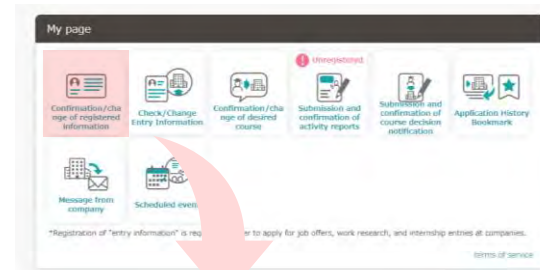 My page
Unregistered
Confirmation/cha
nge of registered
information
Check/Change
Entry Information
Confirmation/cha
nge of desired
course
Submission and
confirmation of
activity reports
Submission and
confirmation of
course decision
notification
Application History
Bookmark
Message from
company
Scheduled even
*Registration of "entry information" is req er to apply for job offers, work research, and internship entries at companies.
terms of service